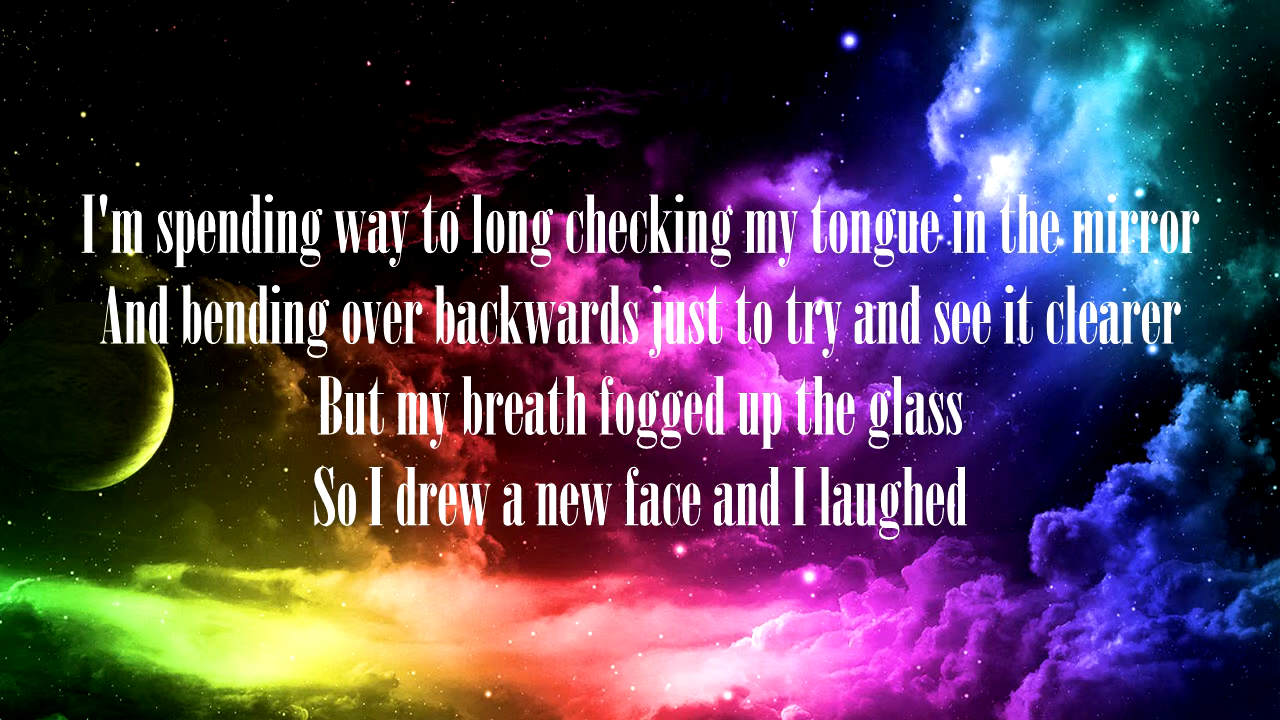 I'm spending way to long checking my tongue in the mirror
And bending over backwards just to try and see it clearer
But my breath fogged up the glass
So I drew a new face and I laughed